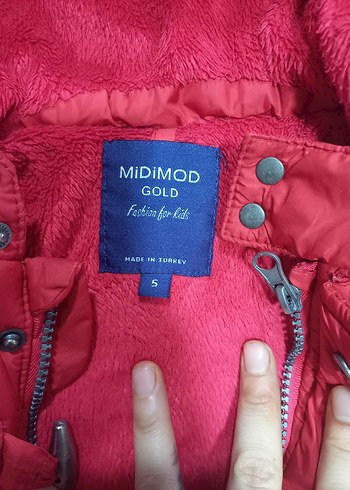 MiDiMOD
GOLD
Fashion for kids
MADE IN TURKEY
5